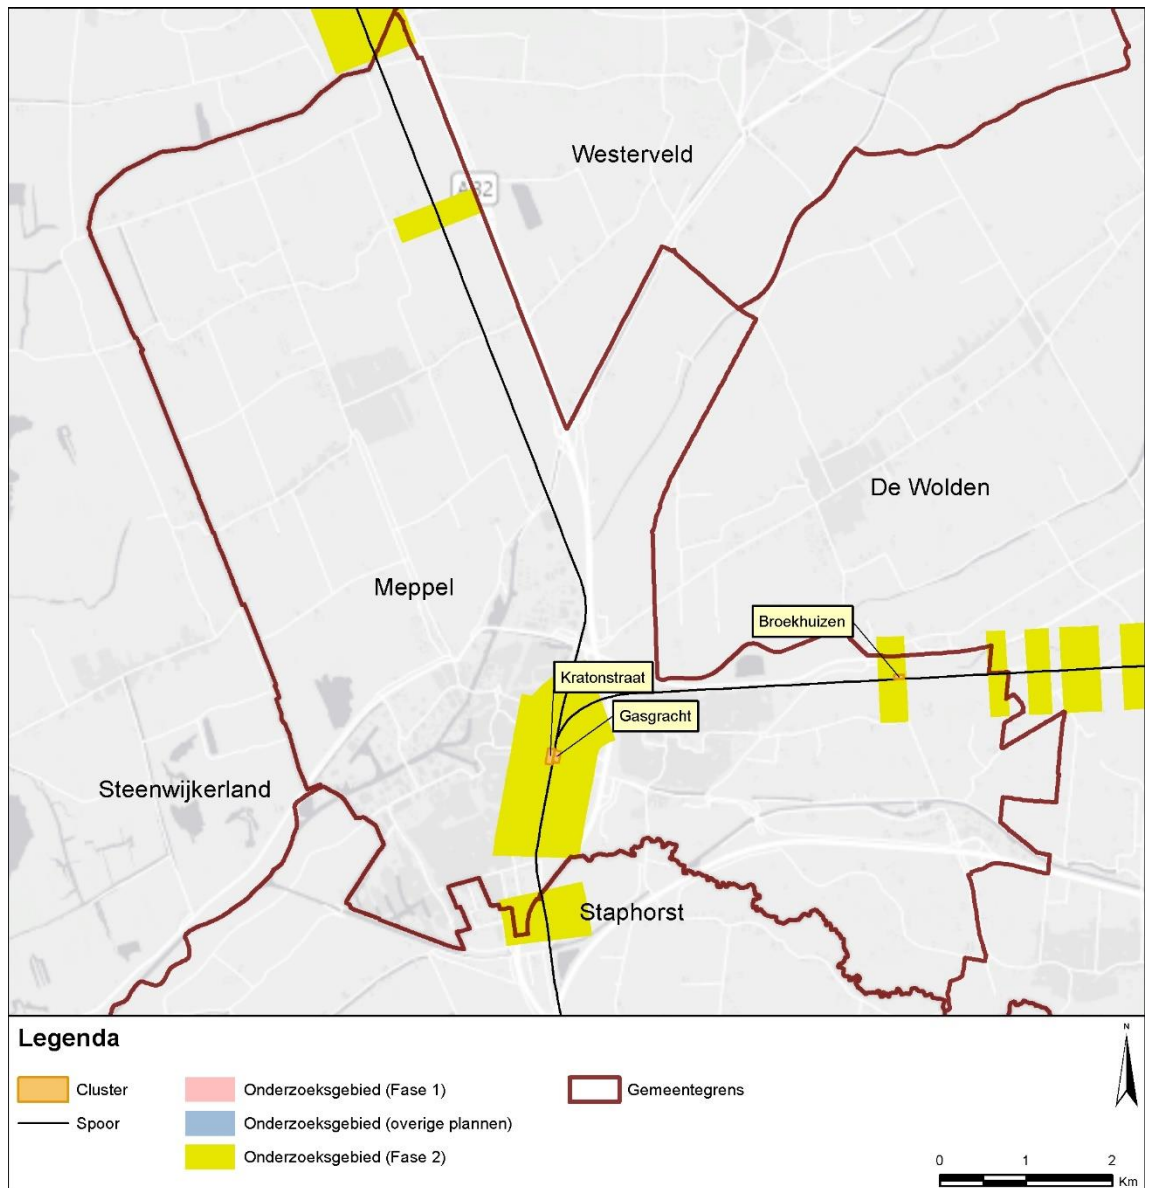 Westerveld
A32
De Wolden
Meppel
Broekhuizen
Kratonstraat
Gasgracht
Steenwijkerland
Staphorst
Legenda
N
Cluster
Onderzoeksgebied (Fase 1)
Gemeentegrens
Spoor
Onderzoeksgebied (overige plannen)
Onderzoeksgebied (Fase 2)
0 1 2
Km